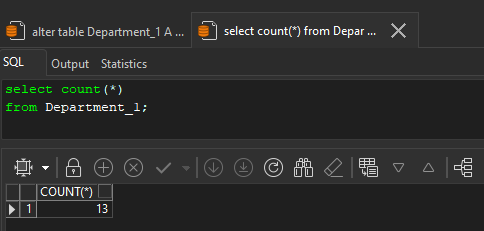 alter table Department_1 A ...
select count(*) from Depar ...
SQL
Output
Statistics
select count(*)
from Department_1;
COUNT(*)
1
13